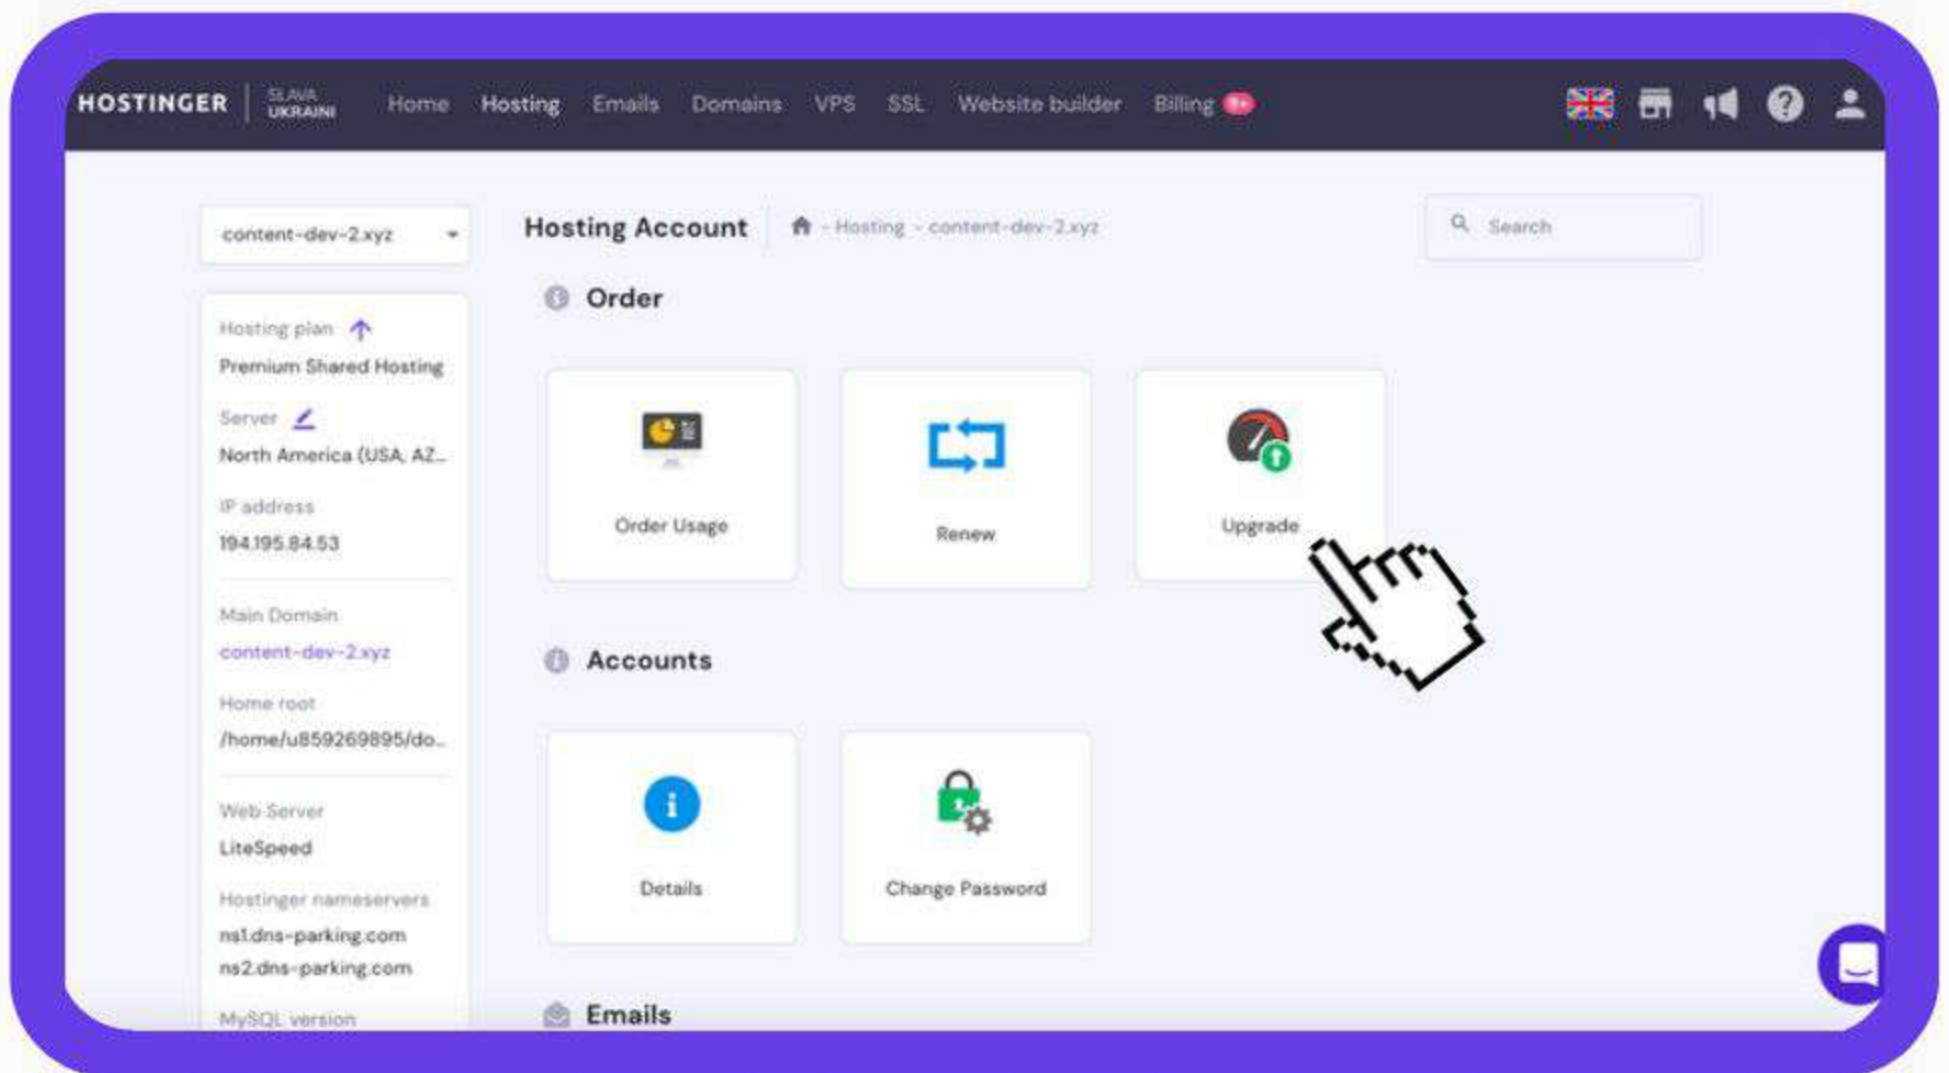 HOSTINGER SLAVA UKRAINI Home Hosting Emails Domains VPS SSL Website builder Billing 9+
content-dev-2.xyz
Hosting Account - Hosting - content-dev-2.xyz
Search
Hosting plan
Premium Shared Hosting
Server
North America (USA, AZ...
IP address
194.195.84.53
Main Domain
content-dev-2.xyz
Home root
/home/u859269895/do...
Web Server
LiteSpeed
Hostinger nameservers
ns1.dns-parking.com
ns2.dns-parking.com
MySQL version
Order
Order Usage
Renew
Upgrade
Accounts
Details
Change Password
Emails